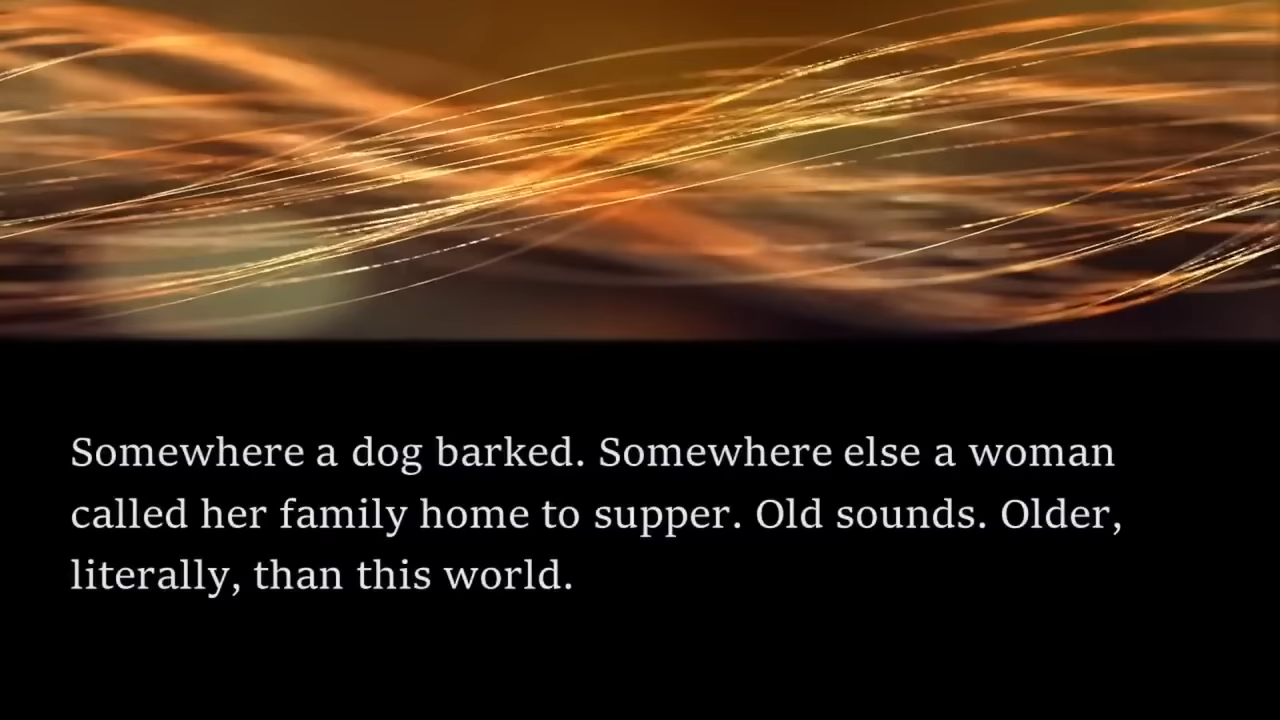 Somewhere a dog barked. Somewhere else a woman
called her family home to supper. Old sounds. Older,
literally, than this world.